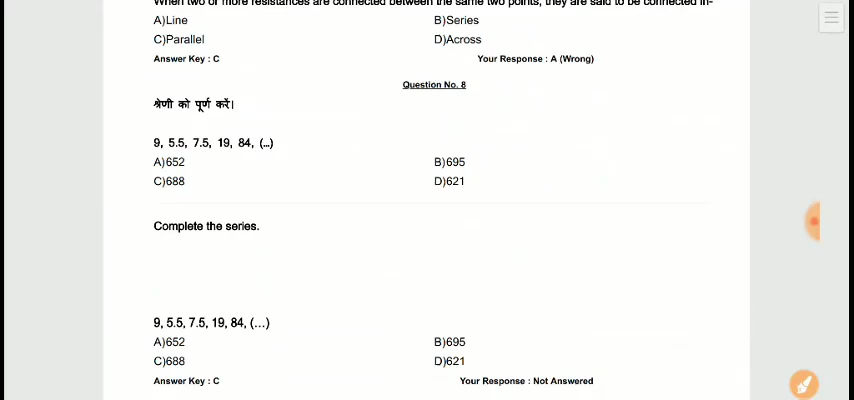 When two or more resistances are connected between the same two points, they are said to be connected in-
A)Line B)Series
C)Parallel D)Across
Answer Key : C Your Response : A (Wrong)
Question No. 8
श्रेणी को पूर्ण करें।
9, 5.5, 7.5, 19, 84, (...)
A)652 B)695
C)688 D)621
Complete the series.
9, 5.5, 7.5, 19, 84, (…)
A)652 B)695
C)688 D)621
Answer Key : C Your Response : Not Answered